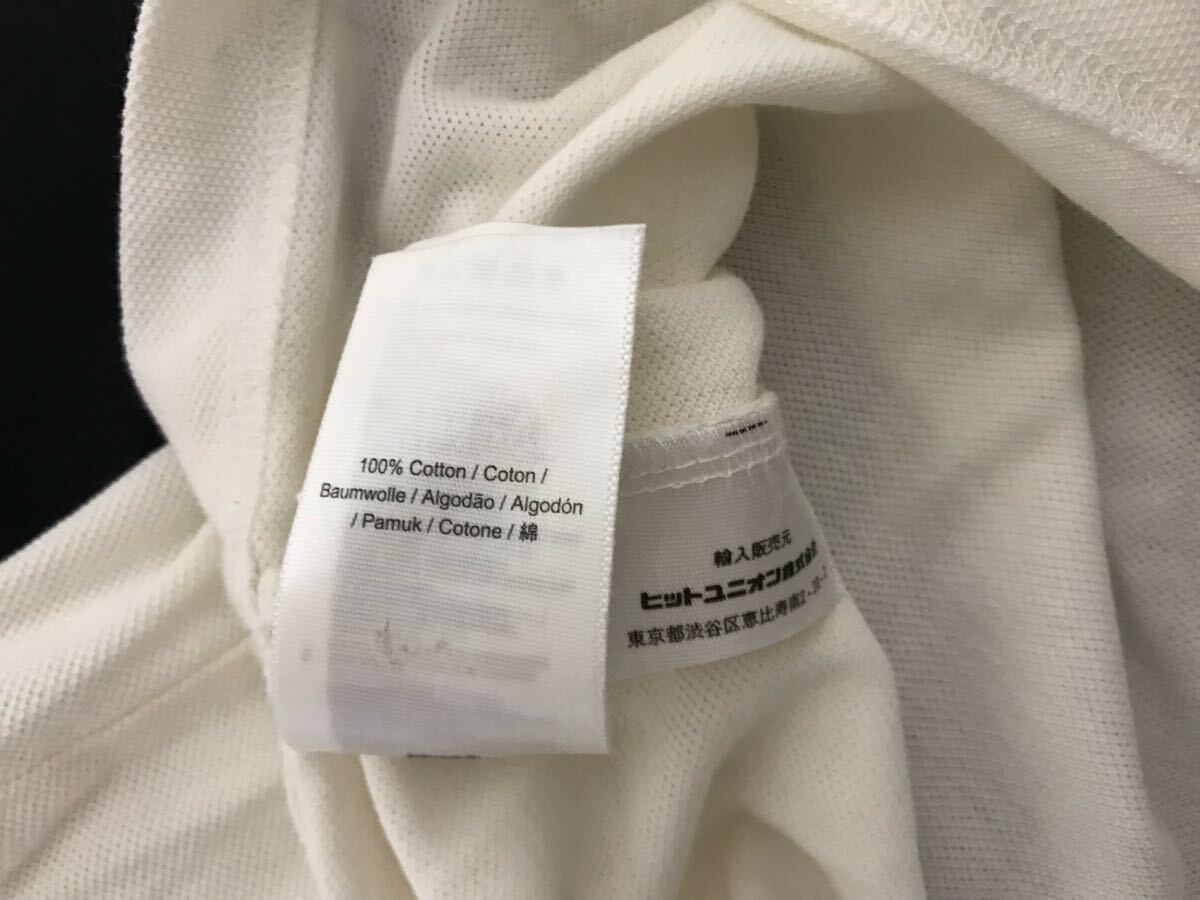 100% Cotton / Coton /
Baumwolle / Algodão / Algodón
/ Pamuk / Cotone / 綿
輸入販売元
ヒットユニオン株式会社
東京都渋谷区恵比寿南2-